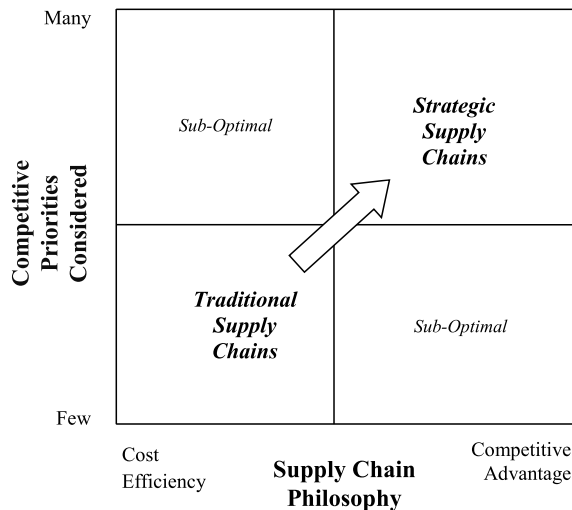 Many
Sub-Optimal
Strategic
Supply
Chains
Competitive
Priorities
Considered
Traditional
Supply
Chains
Sub-Optimal
Few
Cost
Efficiency
Supply Chain
Philosophy
Competitive
Advantage